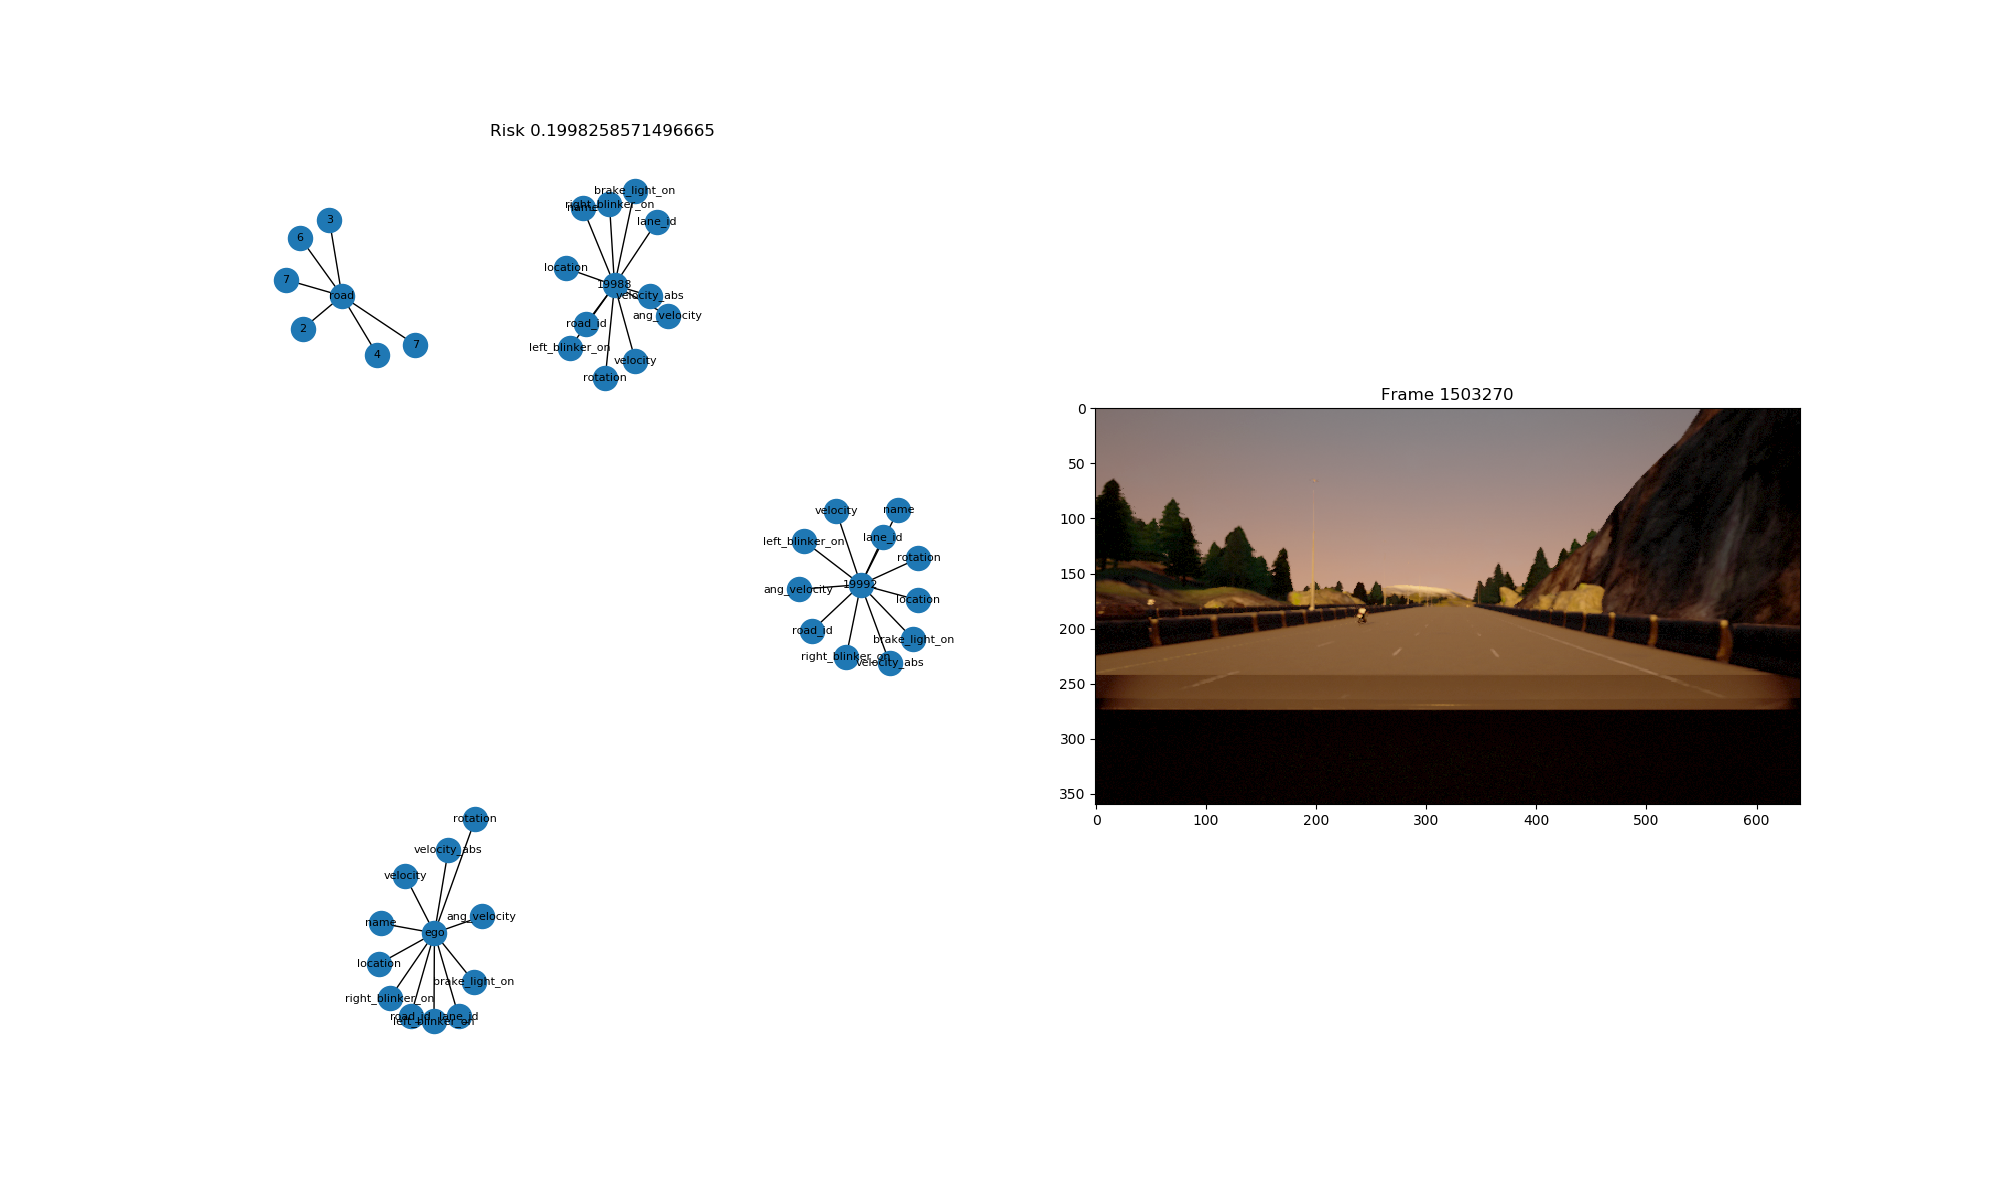 Risk 0.1998258571496665
3
6
7
road
2
4
7
brake_light_on
name
right_blinker_on
lane_id
location
19988
velocity_abs
ang_velocity
road_id
left_blinker_on
velocity
rotation
velocity
name
left_blinker_on
lane_id
rotation
ang_velocity
19992
location
road_id
brake_light_on
right_blinker_on
velocity_abs
rotation
velocity_abs
velocity
name
ang_velocity
ego
location
brake_light_on
right_blinker_on
road_id
lane_id
left_blinker_on
Frame 1503270
0
50
100
150
200
250
300
350
0
100
200
300
400
500
600